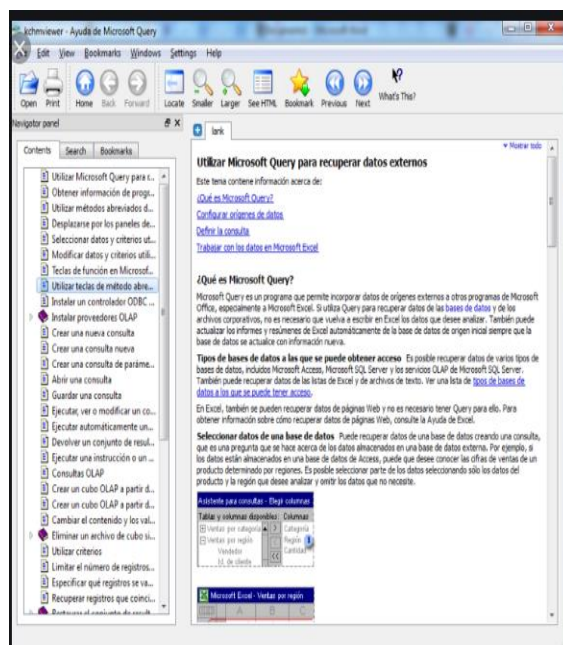 kchmviewer - Ayuda de Microsoft Query
Edit View Bookmarks Windows Settings Help
Open Print Home Back Forward Locate Smaller Larger See HTML Bookmark Previous Next What's This?
Navigator panel
Contents Search Bookmarks
Utilizar Microsoft Query para r...
Obtener información de progr...
Utilizar métodos abreviados d...
Desplazarse por los paneles de...
Seleccionar datos y criterios ut...
Modificar datos y criterios utili...
Teclas de función en Microsof...
Utilizar teclas de método abre...
Instalar un controlador ODBC ...
Instalar proveedores OLAP
Crear una nueva consulta
Crear una consulta nueva
Crear una consulta de paráme...
Abrir una consulta
Guardar una consulta
Ejecutar, ver o modificar un co...
Ejecutar automáticamente un...
Devolver un conjunto de resul...
Ejecutar una instrucción o un ...
Consultas OLAP
Crear un cubo OLAP a partir d...
Crear un cubo OLAP a partir d...
Cambiar el contenido y los val...
Eliminar un archivo de cubo si...
Utilizar criterios
Limitar el número de registros...
Especificar qué registros se va...
Recuperar registros que coinci...
Restaurar el conjunto de result...
lank
Mostrar todo
Utilizar Microsoft Query para recuperar datos externos
Este tema contiene información acerca de:
¿Qué es Microsoft Query?
Configurar orígenes de datos
Definir la consulta
Trabajar con los datos en Microsoft Excel
¿Qué es Microsoft Query?
Microsoft Query es un programa que permite incorporar datos de orígenes externos a otros programas de Microsoft
Office, especialmente a Microsoft Excel. Si utiliza Query para recuperar datos de las bases de datos y de los
archivos corporativos, no es necesario que vuelva a escribir en Excel los datos que desee analizar. También puede
actualizar los informes y resúmenes de Excel automáticamente de la base de datos de origen inicial siempre que la
base de datos se actualice con información nueva.
Tipos de bases de datos a las que se puede obtener acceso Es posible recuperar datos de varios tipos de
bases de datos, incluidos Microsoft Access, Microsoft SQL Server y los servicios OLAP de Microsoft SQL Server.
También puede recuperar datos de las listas de Excel y de archivos de texto. Ver una lista de tipos de bases de
datos a los que se puede tener acceso.
En Excel, también se pueden recuperar datos de páginas Web y no es necesario tener Query para ello. Para
obtener información sobre cómo recuperar datos de páginas Web, consulte la Ayuda de Excel.
Seleccionar datos de una base de datos Puede recuperar datos de una base de datos creando una consulta,
que es una pregunta que se hace acerca de los datos almacenados en una base de datos externa. Por ejemplo, si
los datos están almacenados en una base de datos de Access, puede que desee conocer las cifras de ventas de un
producto determinado por regiones. Es posible seleccionar parte de los datos seleccionando sólo los datos del
producto y la región que desee analizar y omitir los datos que no necesite.
Asistente para consultas - Elegir columnas
Tablas y columnas disponibles: Columnas
Ventas por categoría Categoría
Ventas por región Región 1
Vendedor Cantidad
Id. de cliente
Microsoft Excel - Ventas por región
A B C